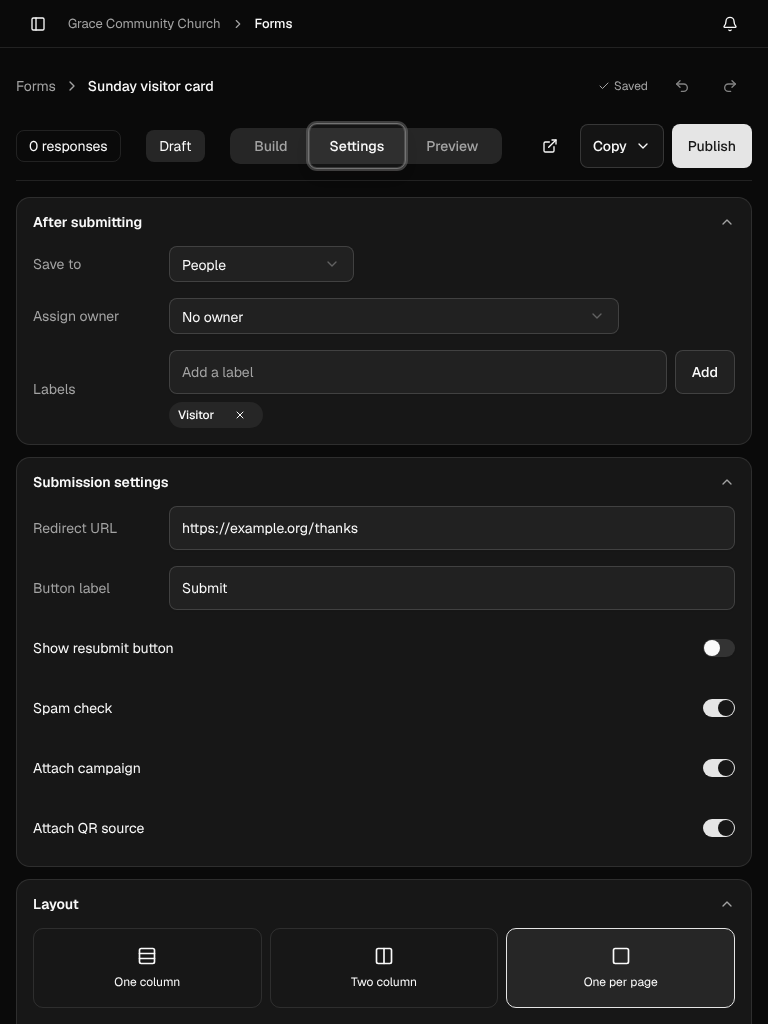 Grace Community Church > Forms
Forms > Sunday visitor card
Saved
0 responses
Draft
Build
Settings
Preview
Copy
Publish
After submitting
Save to
People
Assign owner
No owner
Labels
Add a label
Add
Visitor
Submission settings
Redirect URL
https://example.org/thanks
Button label
Submit
Show resubmit button
Spam check
Attach campaign
Attach QR source
Layout
One column
Two column
One per page